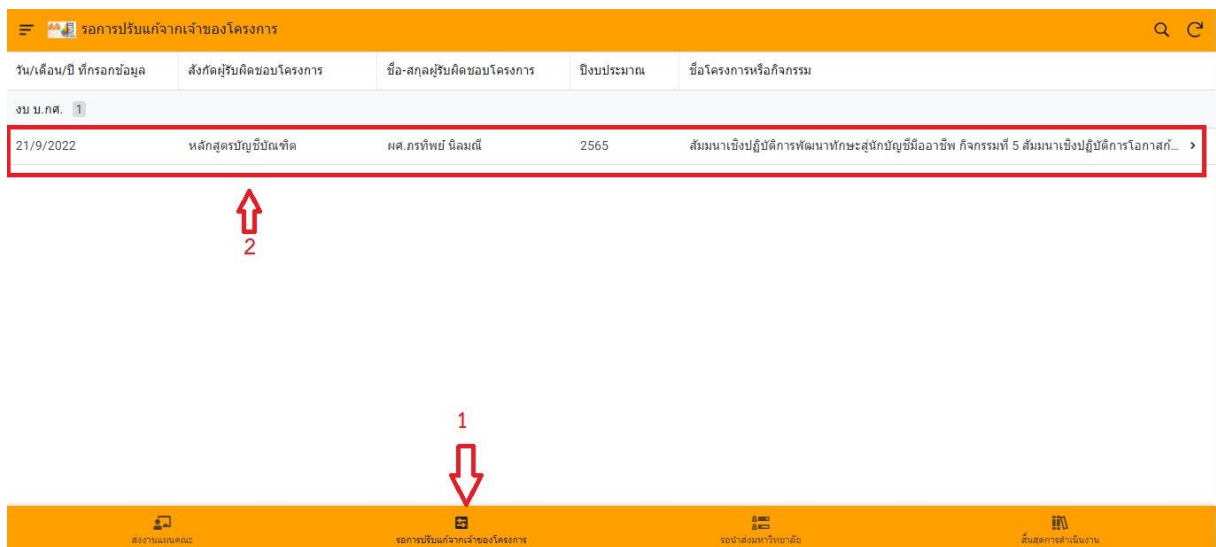 รอการปรับแก้จากเจ้าของโครงการ
วัน/เดือน/ปี ที่กรอกข้อมูล สังกัดผู้รับผิดชอบโครงการ ชื่อ-สกุลผู้รับผิดชอบโครงการ ปีงบประมาณ ชื่อโครงการหรือกิจกรรม
งบ บ.กศ. 1
21/9/2022 หลักสูตรบัญชีบัณฑิต ผศ.ภรทิพย์ นิลมณี 2565 สัมมนาเชิงปฏิบัติการพัฒนาทักษะสู่นักบัญชีมืออาชีพ กิจกรรมที่ 5 สัมมนาเชิงปฏิบัติการโอกาสก้...
2
1
ส่งงานแผนคณะ รอการปรับแก้จากเจ้าของโครงการ รอนำส่งมหาวิทยาลัย สิ้นสุดการดำเนินงาน